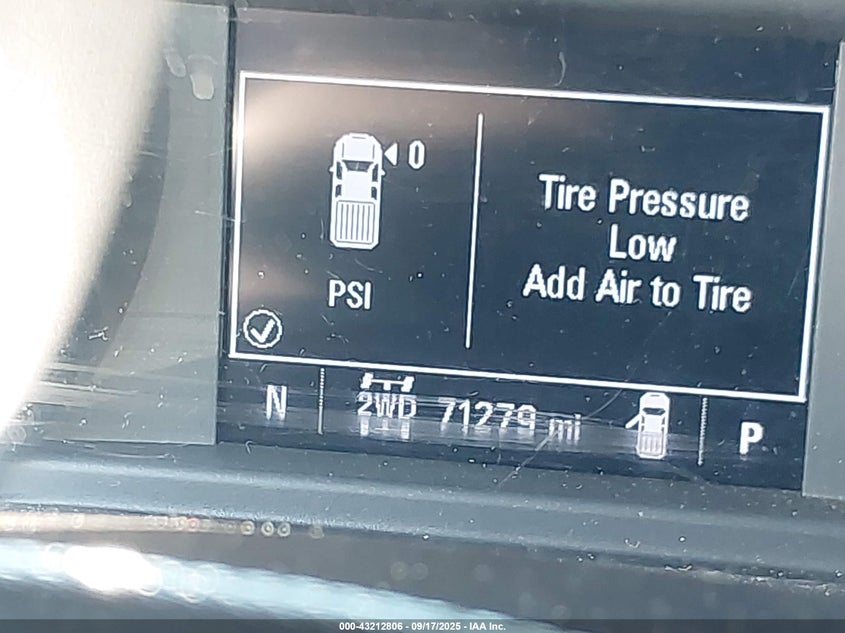 0
PSI
Tire Pressure
Low
Add Air to Tire
N
2WD
71279 mi
P
000-43212806 - 09/17/2025 - IAA Inc.